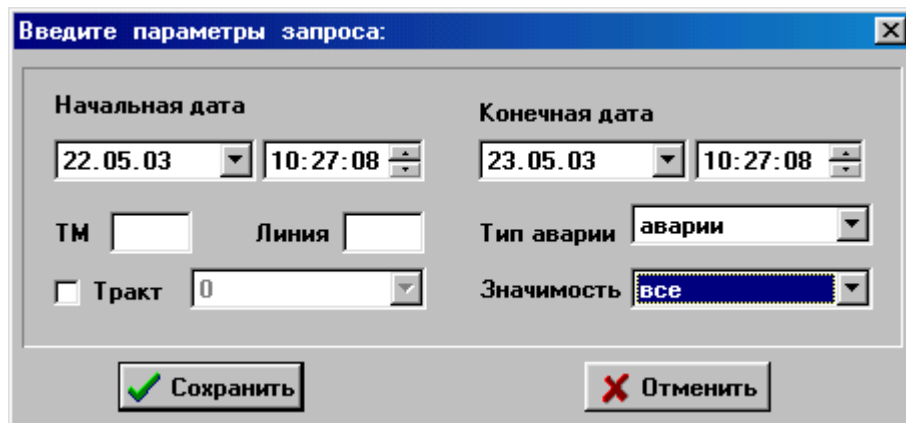 Введите параметры запроса:
Начальная дата
Конечная дата
22.05.03 10:27:08
23.05.03 10:27:08
ТМ Линия
Тип аварии аварии
Тракт 0
Значимость все
Сохранить Отменить